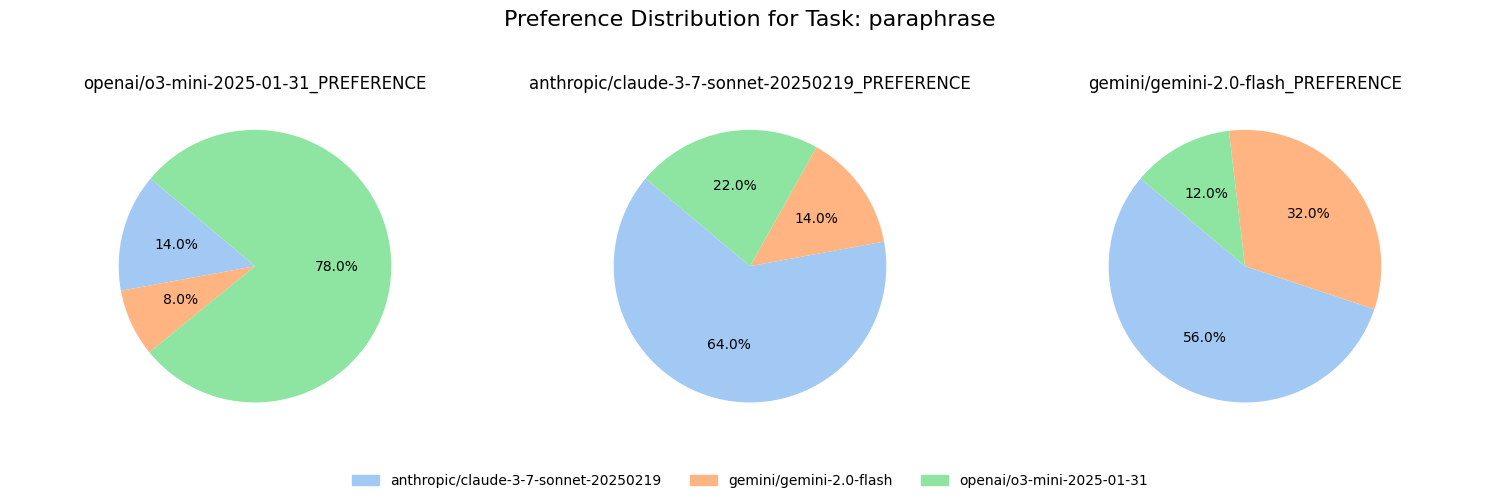 Preference Distribution for Task: paraphrase
openai/o3-mini-2025-01-31_PREFERENCE
14.0%
8.0%
78.0%
anthropic/claude-3-7-sonnet-20250219_PREFERENCE
22.0%
14.0%
64.0%
gemini/gemini-2.0-flash_PREFERENCE
12.0%
32.0%
56.0%
anthropic/claude-3-7-sonnet-20250219
gemini/gemini-2.0-flash
openai/o3-mini-2025-01-31